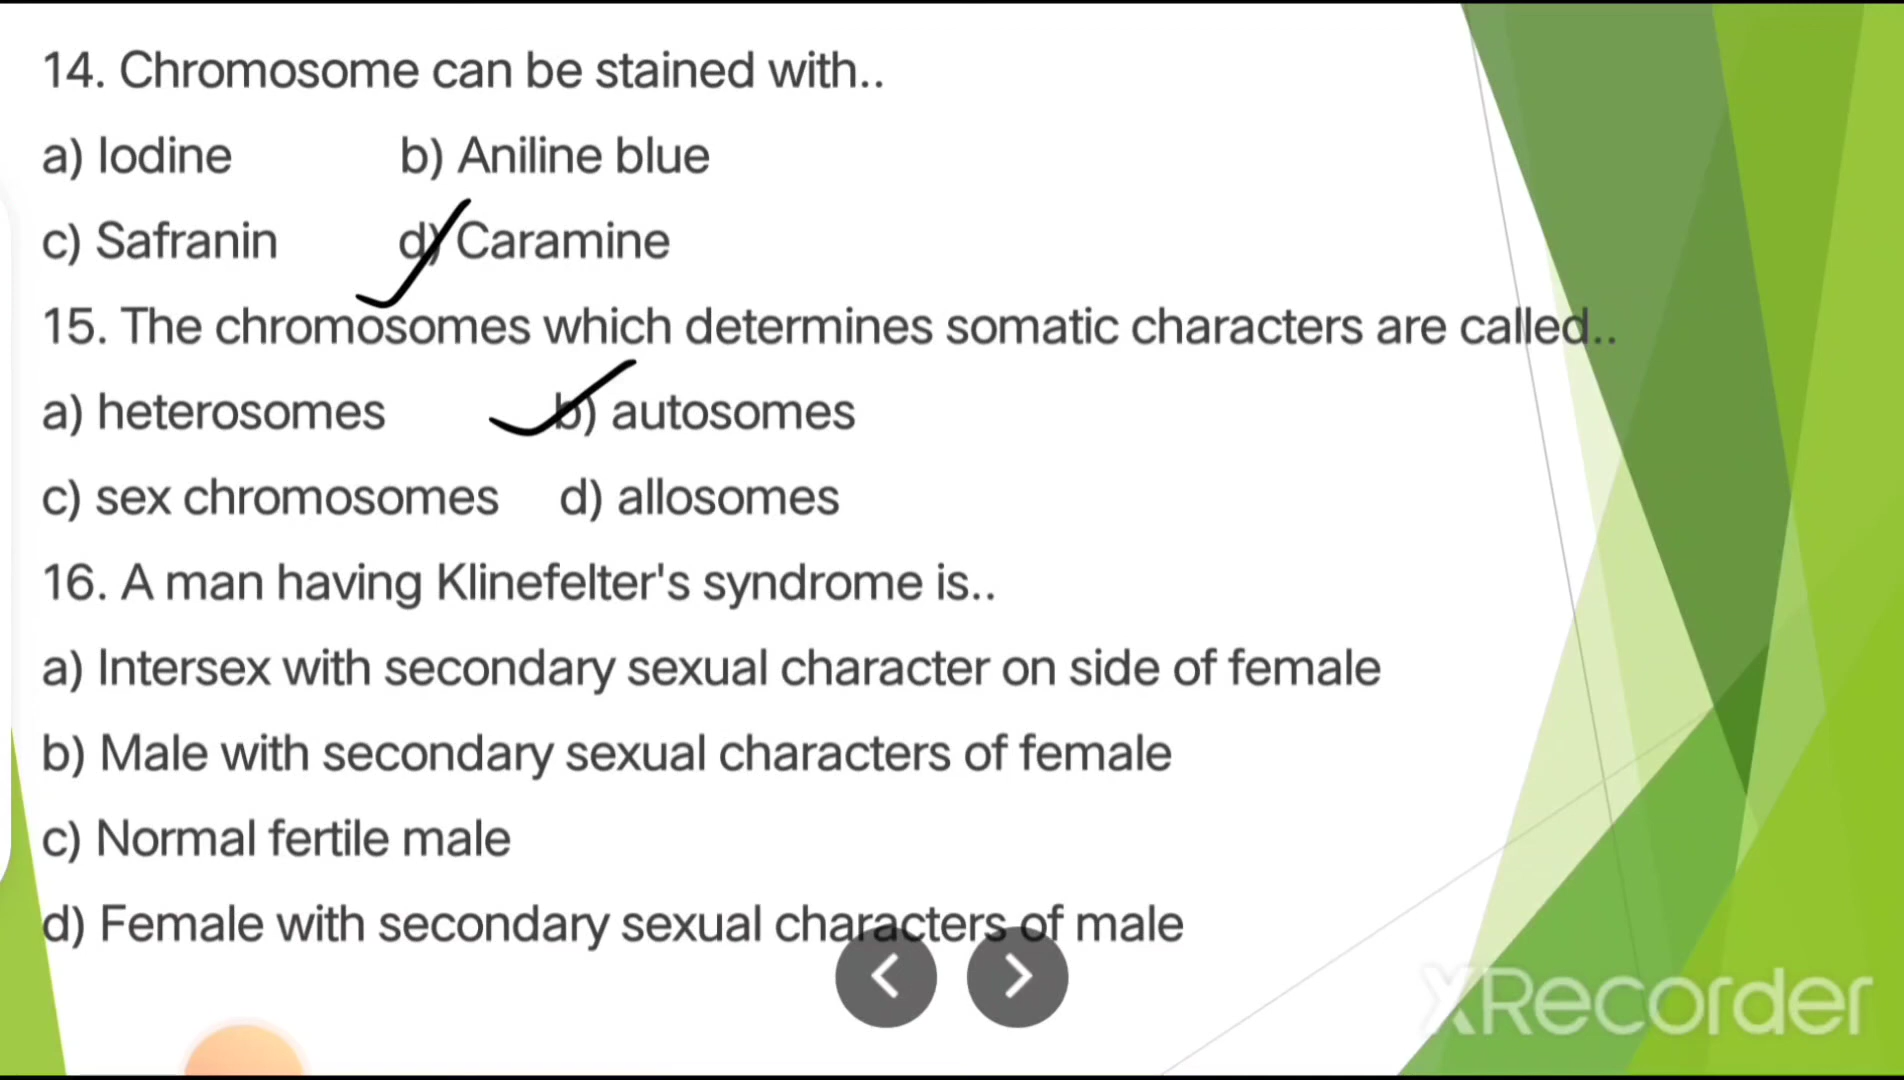 14. Chromosome can be stained with..
a) Iodine b) Aniline blue
c) Safranin d) Caramine
15. The chromosomes which determines somatic characters are called..
a) heterosomes b) autosomes
c) sex chromosomes d) allosomes
16. A man having Klinefelter's syndrome is..
a) Intersex with secondary sexual character on side of female
b) Male with secondary sexual characters of female
c) Normal fertile male
d) Female with secondary sexual characters of male
XRecorder